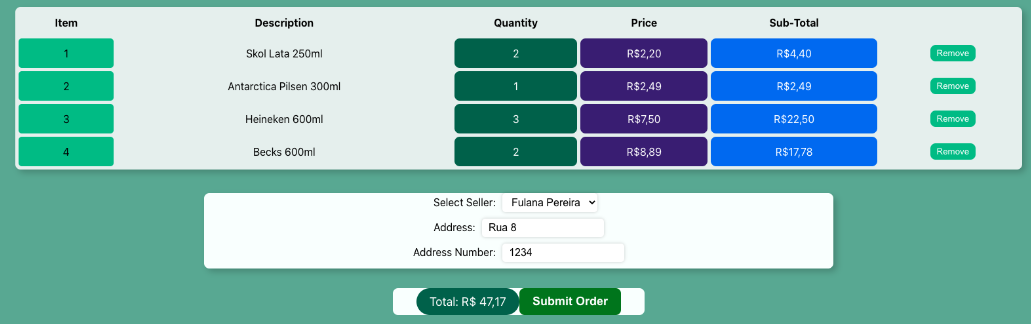 Item Description Quantity Price Sub-Total
1 Skol Lata 250ml 2 R$2,20 R$4,40 Remove
2 Antarctica Pilsen 300ml 1 R$2,49 R$2,49 Remove
3 Heineken 600ml 3 R$7,50 R$22,50 Remove
4 Becks 600ml 2 R$8,89 R$17,78 Remove
Select Seller: Fulana Pereira
Address: Rua 8
Address Number: 1234
Total: R$ 47,17 Submit Order